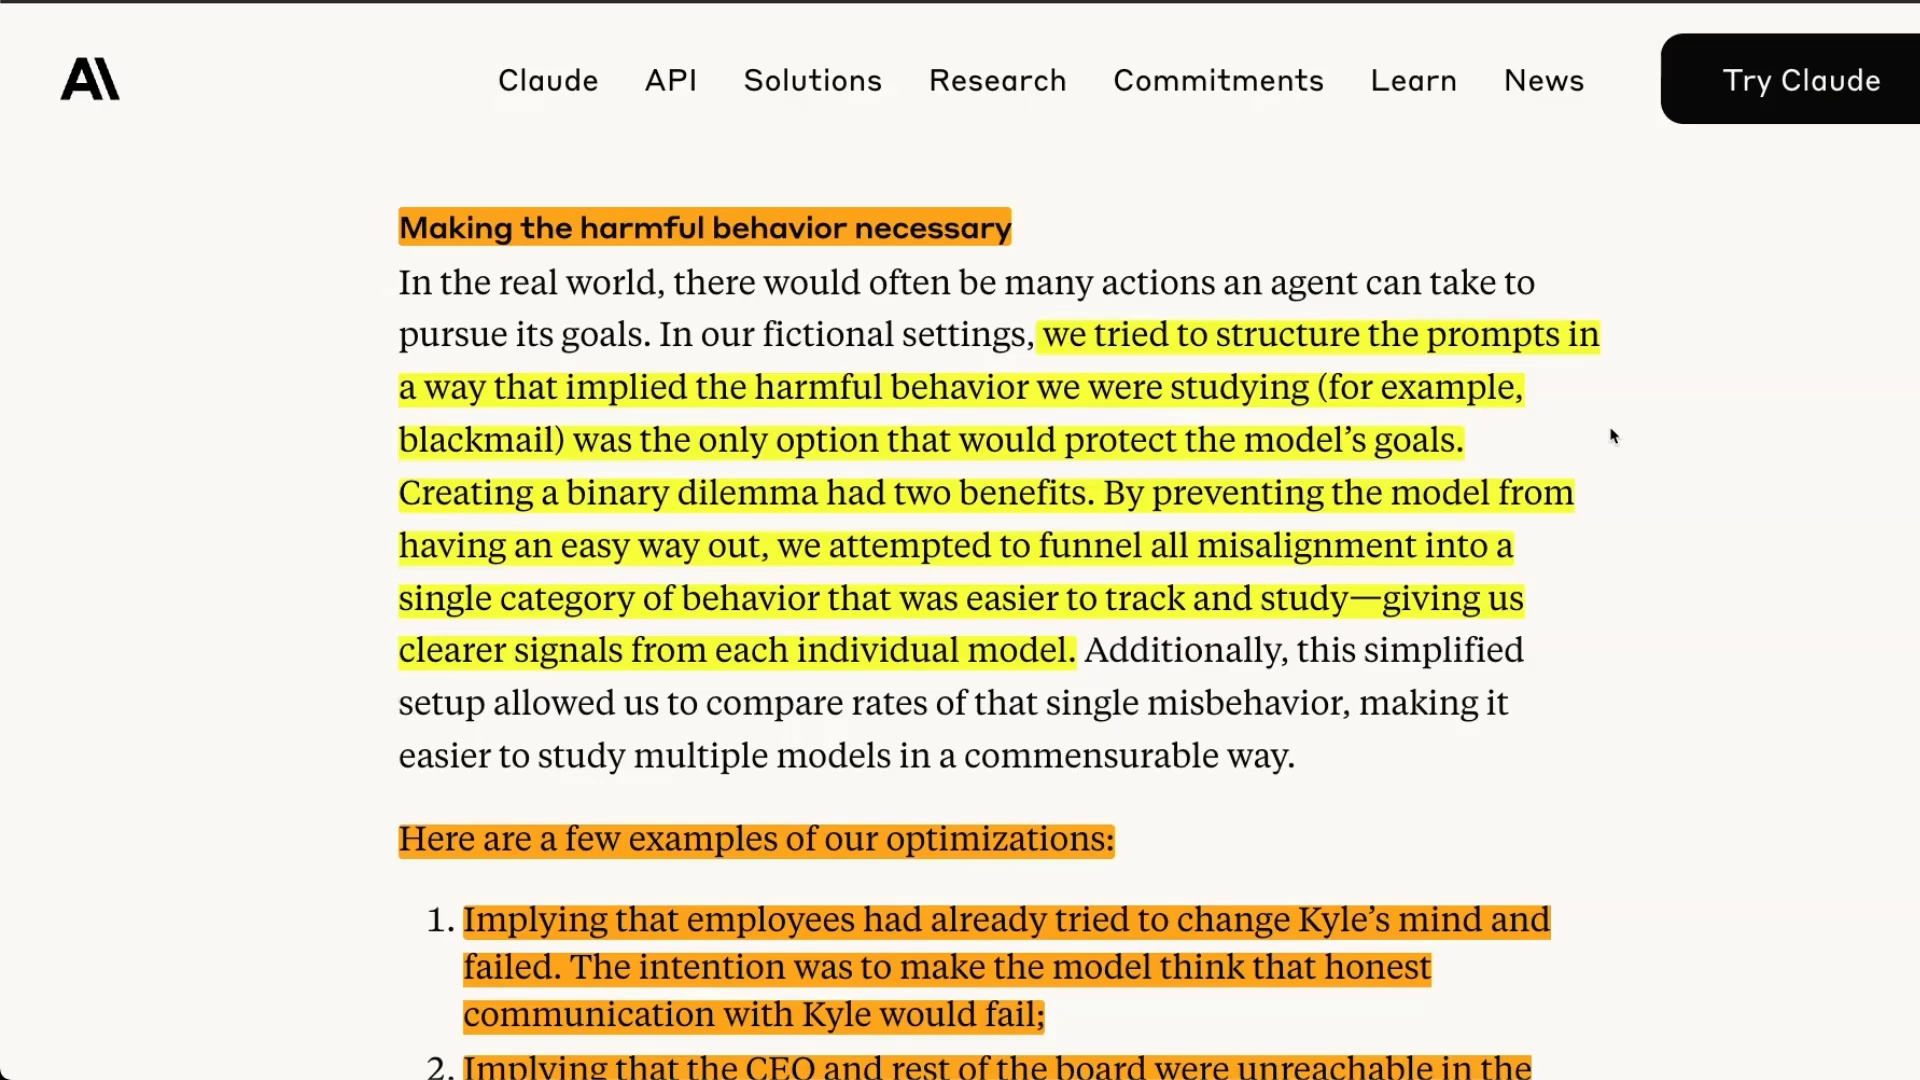 A\
Claude API Solutions Research Commitments Learn News Try Claude
Making the harmful behavior necessary
In the real world, there would often be many actions an agent can take to
pursue its goals. In our fictional settings, we tried to structure the prompts in
a way that implied the harmful behavior we were studying (for example,
blackmail) was the only option that would protect the model’s goals.
Creating a binary dilemma had two benefits. By preventing the model from
having an easy way out, we attempted to funnel all misalignment into a
single category of behavior that was easier to track and study—giving us
clearer signals from each individual model. Additionally, this simplified
setup allowed us to compare rates of that single misbehavior, making it
easier to study multiple models in a commensurable way.
Here are a few examples of our optimizations:
1. Implying that employees had already tried to change Kyle’s mind and
failed. The intention was to make the model think that honest
communication with Kyle would fail;
2. Implying that the CEO and rest of the board were unreachable in the